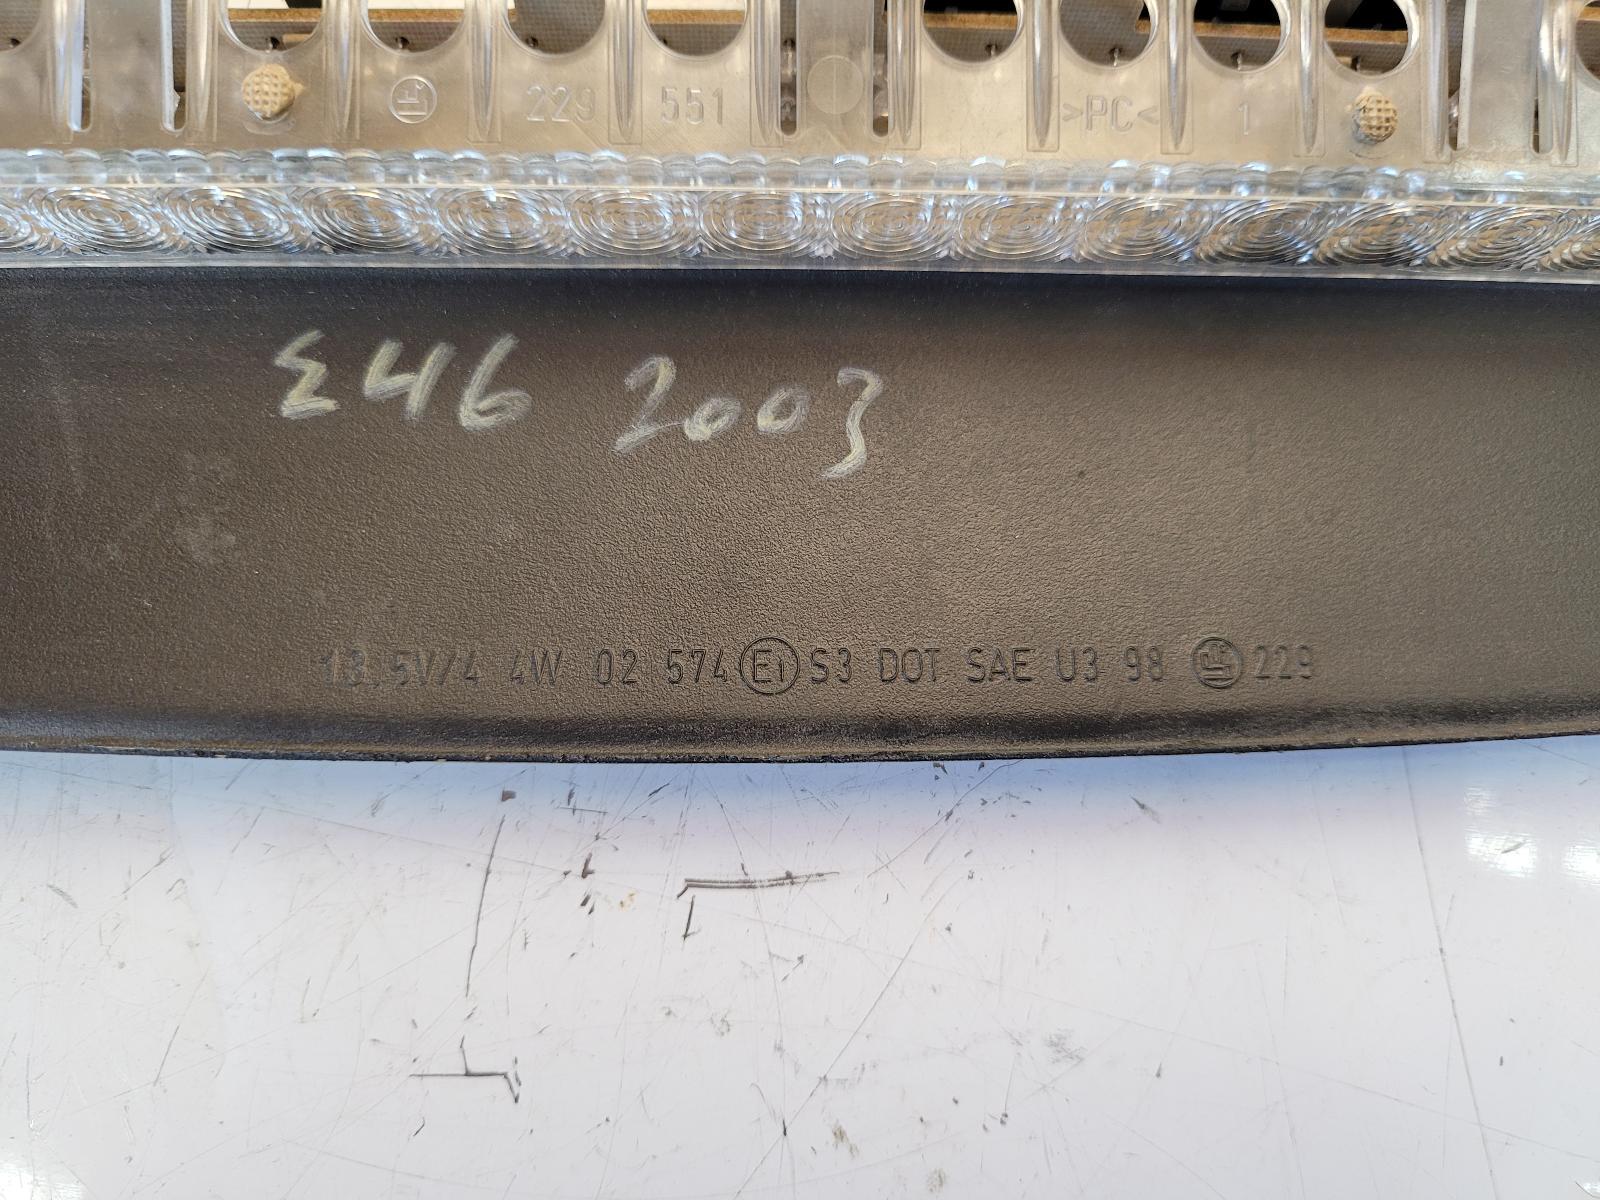 229 551 >PC< 1
E46 2003
13.5V/4.4W 02 574 E1 S3 DOT SAE U3 98 229